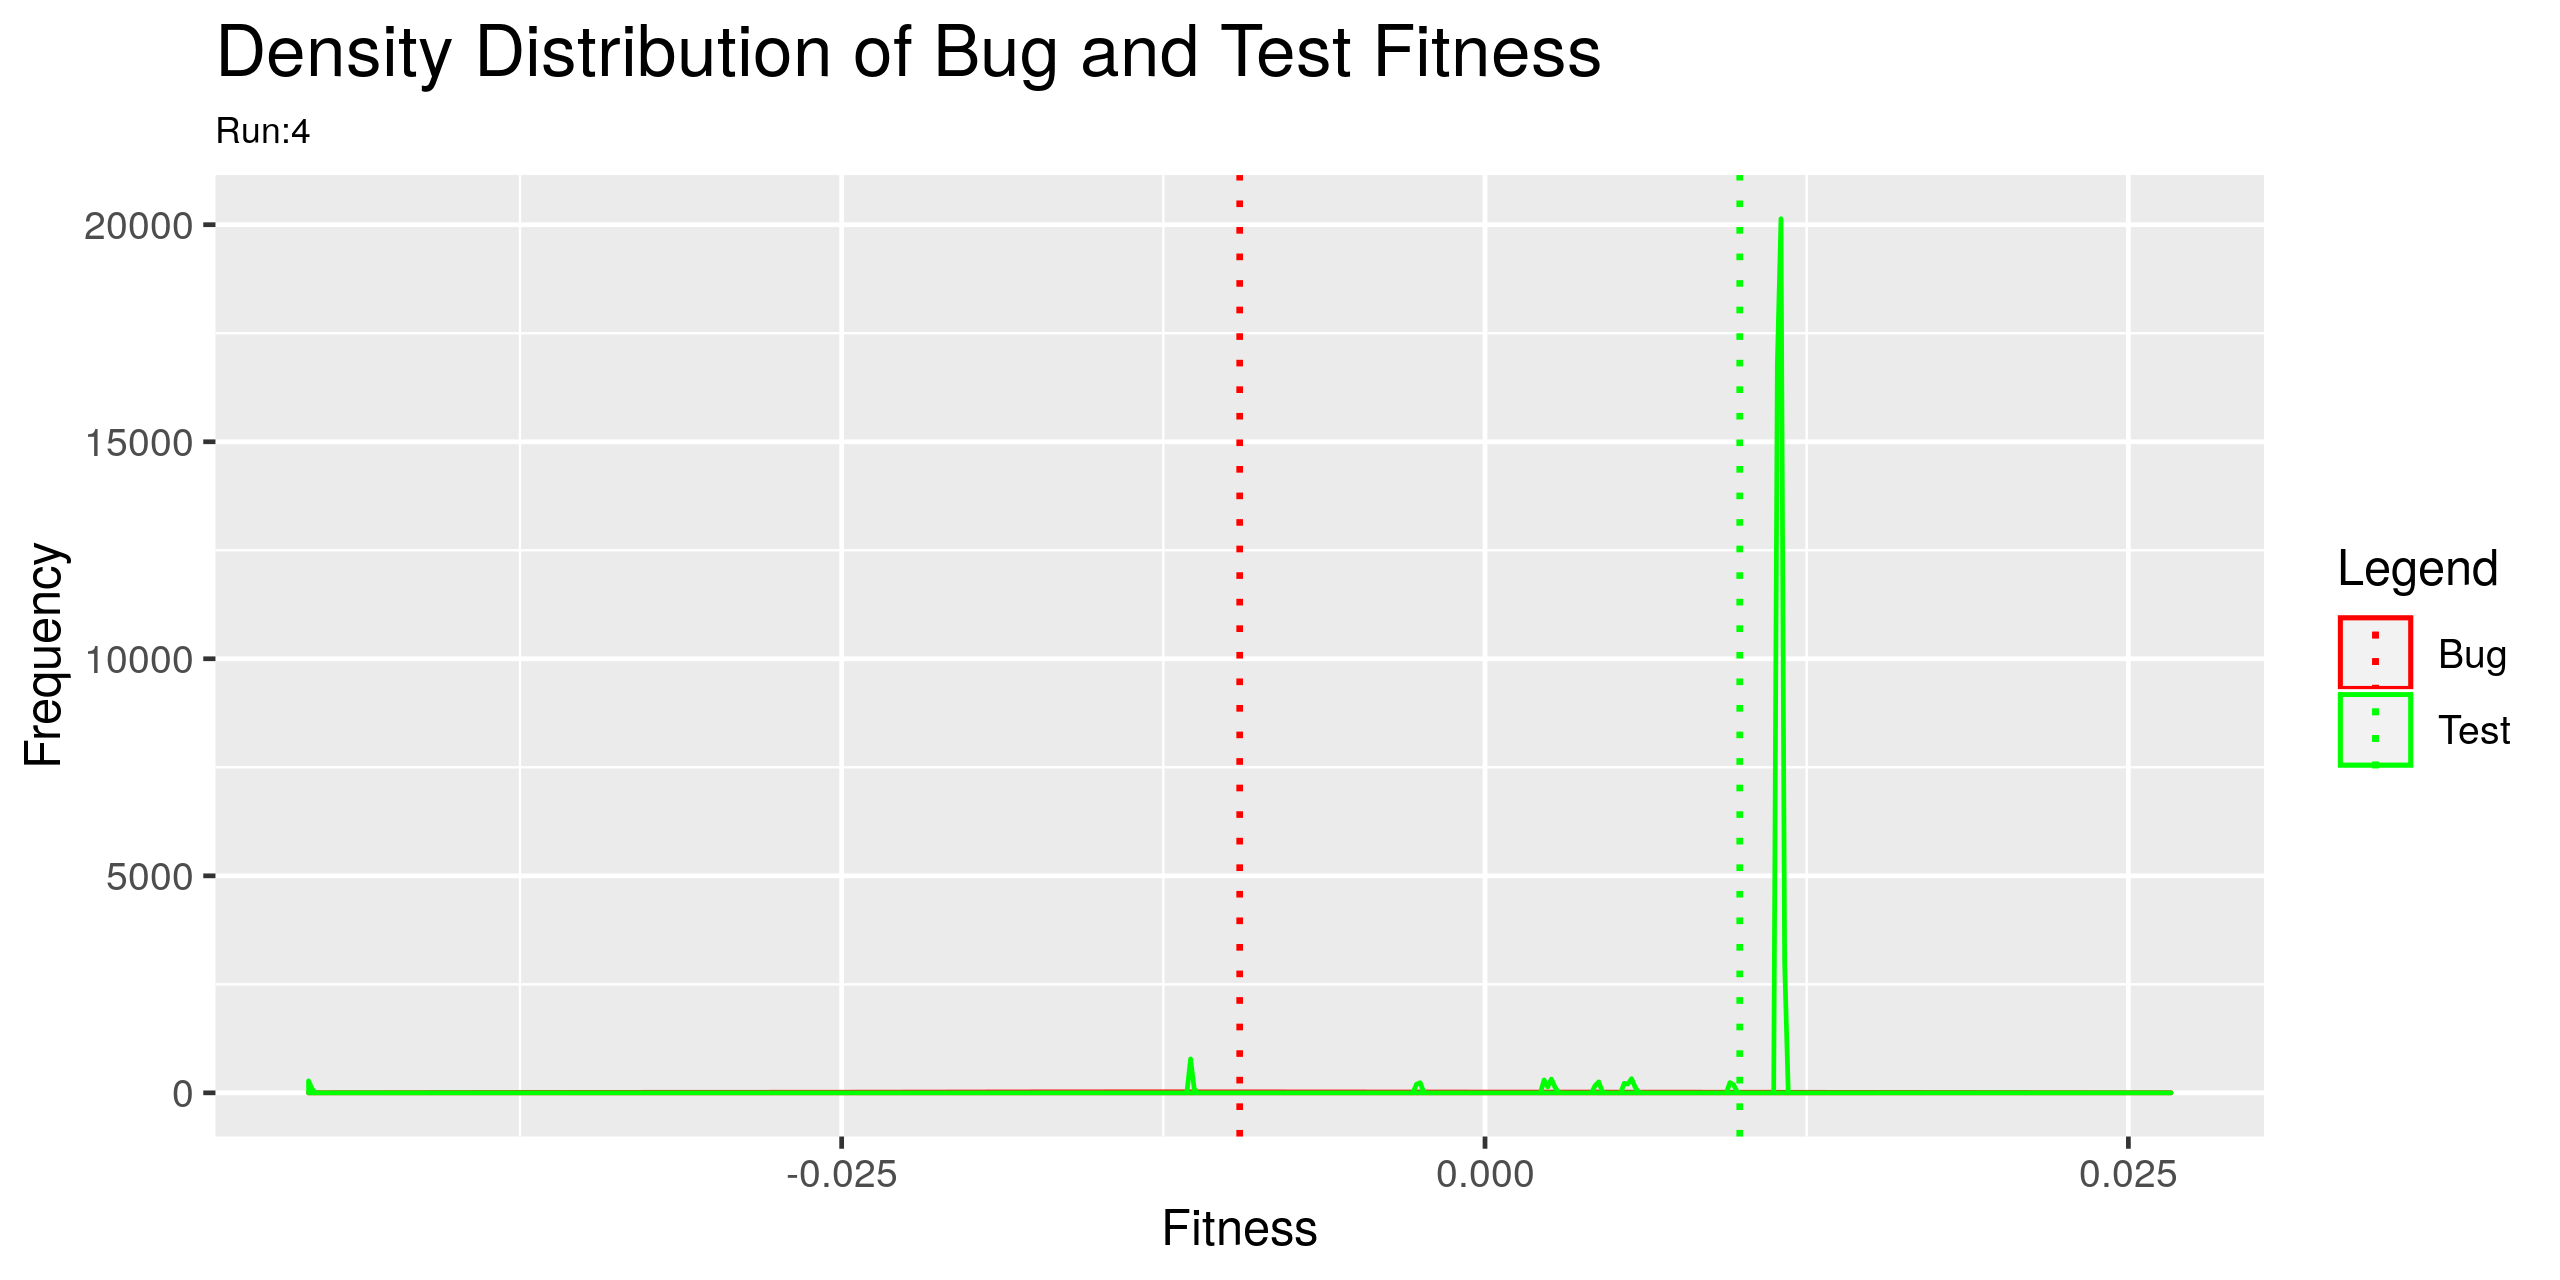 Density Distribution of Bug and Test Fitness
Run:4
20000
15000
10000
5000
0
Frequency
-0.025
0.000
0.025
Fitness
Legend
Bug
Test